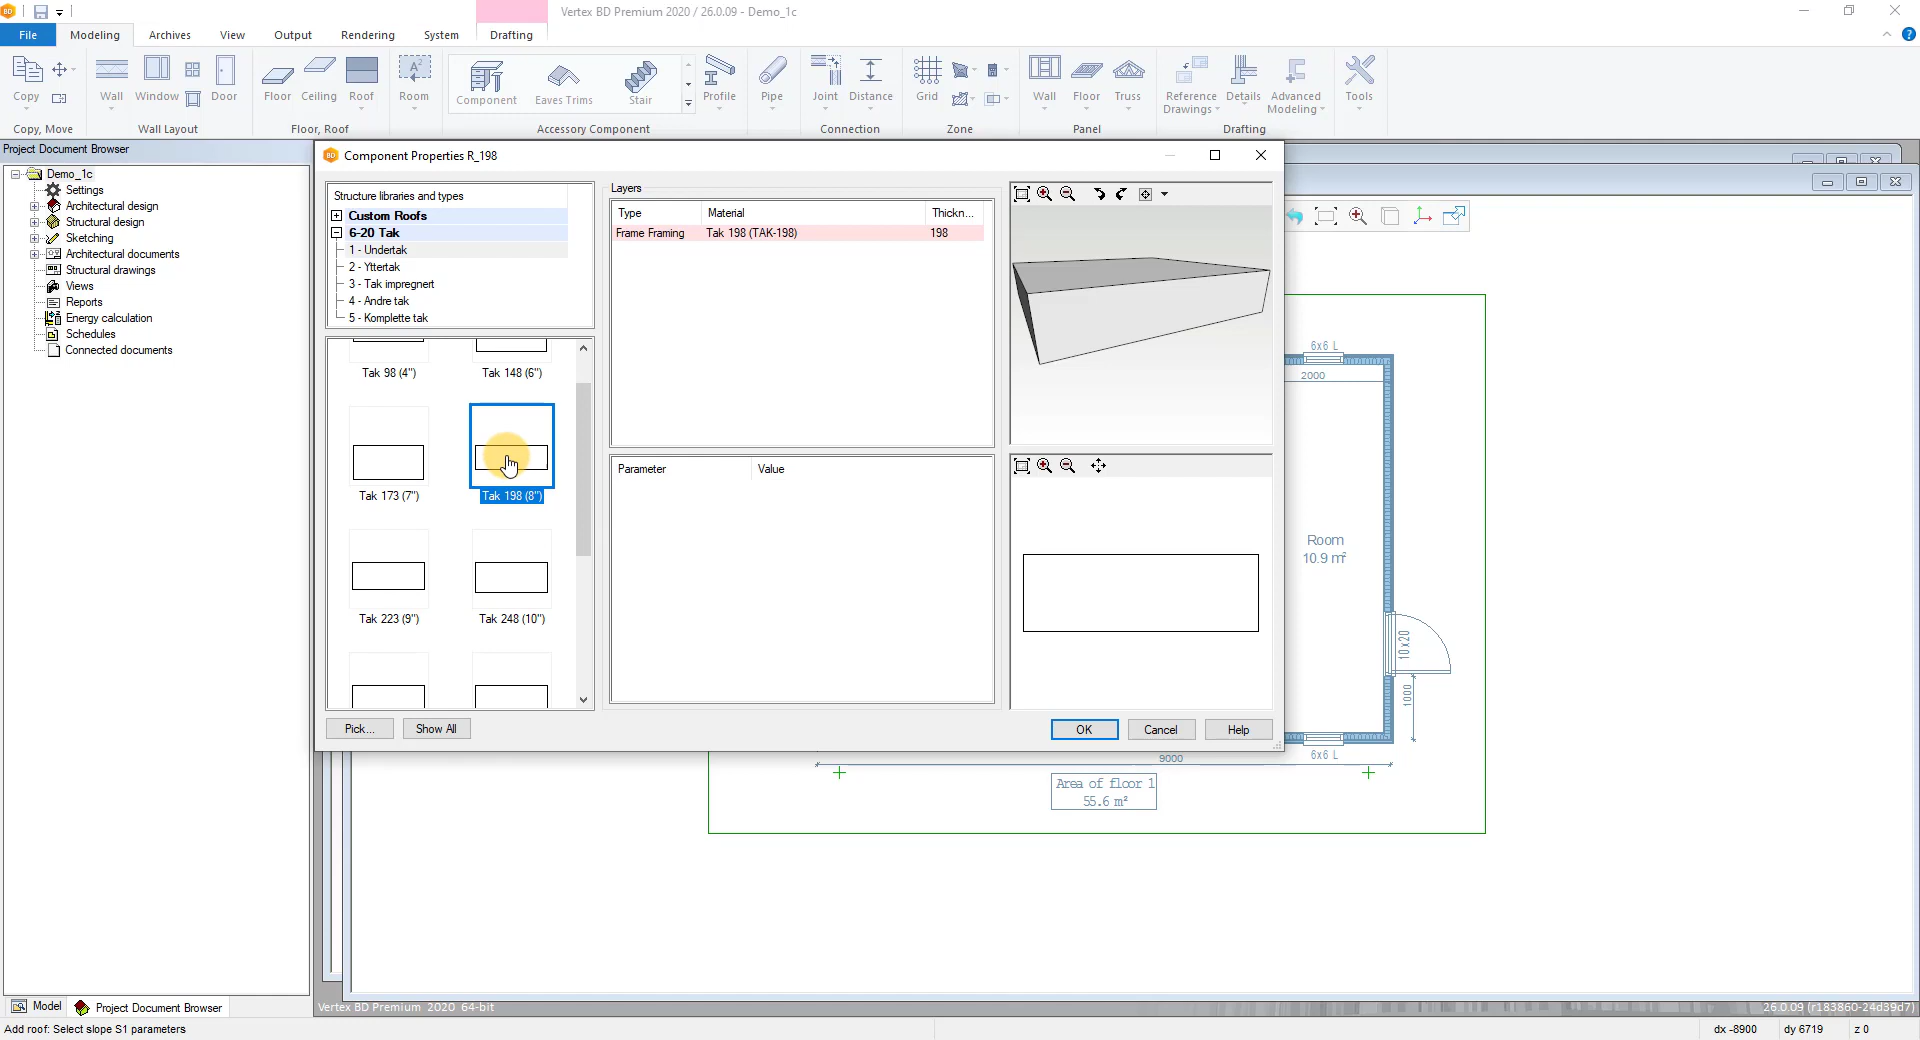 Vertex BD Premium 2020 / 26.0.09 - Demo_1c
File Modeling Archives View Output Rendering System Drafting
Copy Wall Window Door Floor Ceiling Roof Room Component Eaves Trims Stair Profile Pipe Joint Distance Grid Wall Floor Truss Reference Drawings Details Advanced Modeling Tools
Copy, Move Wall Layout Floor, Roof Accessory Component Connection Zone Panel Drafting
Project Document Browser
Demo_1c
Settings
Architectural design
Structural design
Sketching
Architectural documents
Structural drawings
Views
Reports
Energy calculation
Schedules
Connected documents
Component Properties R_198
Structure libraries and types
Custom Roofs
6-20 Tak
1 - Undertak
2 - Yttertak
3 - Tak impregnert
4 - Andre tak
5 - Komplette tak
Tak 98 (4") Tak 148 (6")
Tak 173 (7") Tak 198 (8")
Tak 223 (9") Tak 248 (10")
Pick... Show All
Layers
Type Material Thickn...
Frame Framing Tak 198 (TAK-198) 198
Parameter Value
OK Cancel Help
6x6 L
2000
Room
10.9 m²
10x20
1000
6x6 L
9000
Area of floor 1
55.6 m²
Model Project Document Browser
Vertex BD Premium 2020 64-bit
26.0.09 (r183860-24d39d7)
Add roof: Select slope S1 parameters
dx -8900 dy 6719 z 0